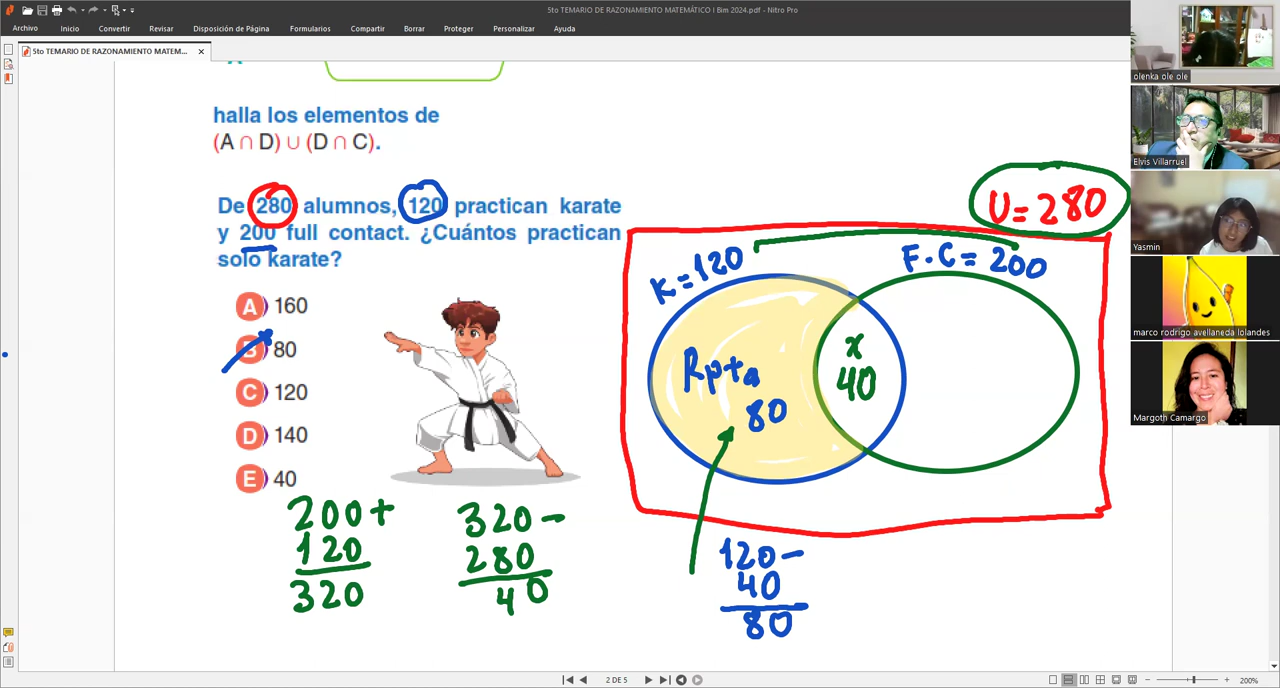 5to TEMARIO DE RAZONAMIENTO MATEMÁTICO I Bim 2024.pdf - Nitro Pro
Archivo Inicio Convertir Revisar Disposición de Página Formularios Compartir Borrar Proteger Personalizar Ayuda
5to TEMARIO DE RAZONAMIENTO MATEM... ×
halla los elementos de
(A ∩ D) ∪ (D ∩ C).
De 280 alumnos, 120 practican karate
y 200 full contact. ¿Cuántos practican
solo karate?
A) 160
B) 80
C) 120
D) 140
E) 40
200+
120
320
320-
280
40
U=280
K=120
F.C=200
Rpta
80
x
40
120-
40
80
olenka ole ole
Elvis Villarruel
Yasmin
marco rodrigo avellaneda lolandes
Margoth Camargo
2 DE 5
200%